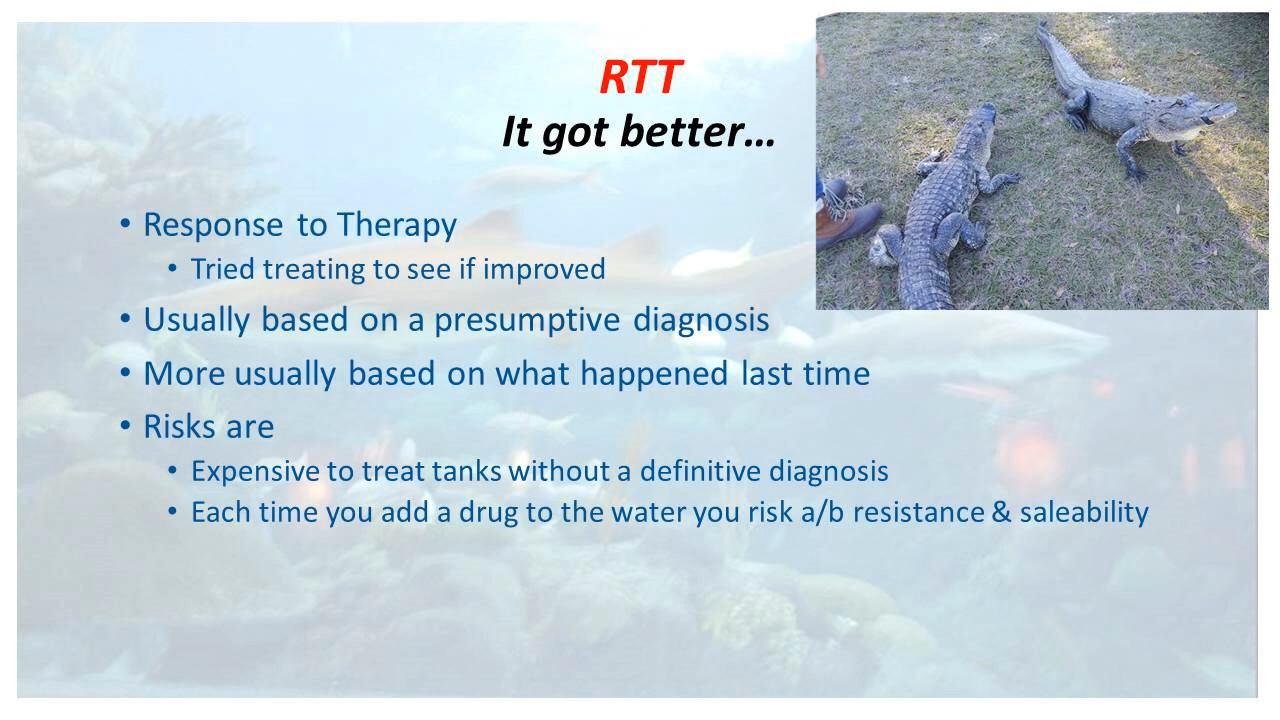 RTT
It got better…
• Response to Therapy
• Tried treating to see if improved
• Usually based on a presumptive diagnosis
• More usually based on what happened last time
• Risks are
• Expensive to treat tanks without a definitive diagnosis
• Each time you add a drug to the water you risk a/b resistance & saleability